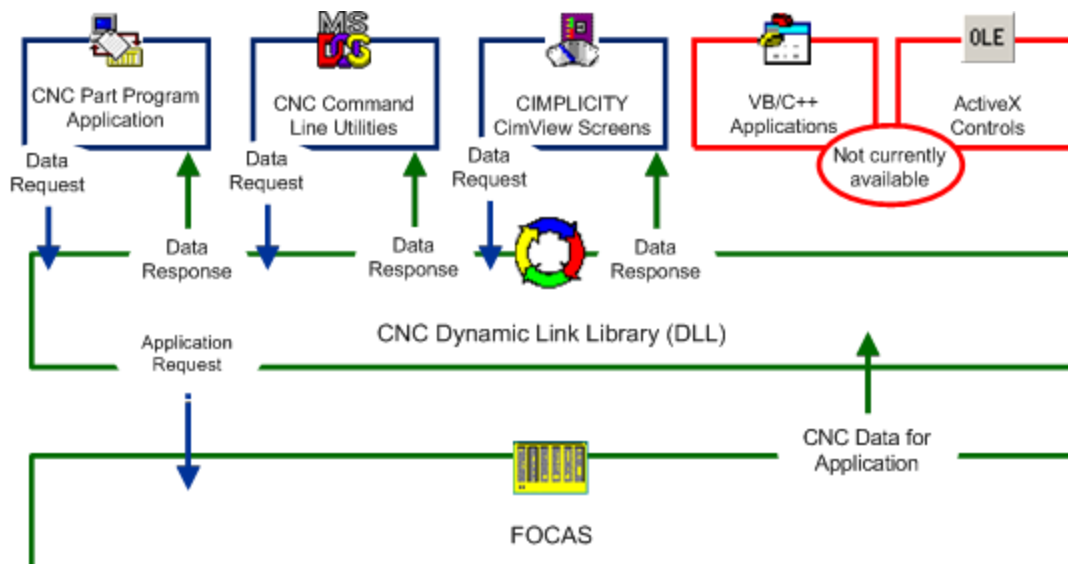 MS
DOS
OLE
CNC Part Program
Application
CNC Command
Line Utilities
CIMPLICITY
CimView Screens
VB/C++
Applications
ActiveX
Controls
Not currently
available
Data
Request
Data
Request
Data
Request
Data
Response
Data
Response
Data
Response
CNC Dynamic Link Library (DLL)
Application
Request
CNC Data for
Application
FOCAS